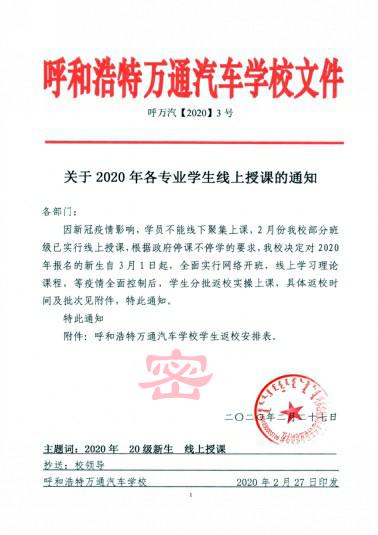 呼和浩特万通汽车学校文件
呼万汽【2020】3 号
关于 2020 年各专业学生线上授课的通知
各部门：
因新冠疫情影响，学员不能线下聚集上课，2 月份我校部分班
级已实行线上授课，根据政府停课不停学的要求，我校决定对 2020
年报名的新生自 3 月 1 日起，全面实行网络开班，线上学习理论
课程，等疫情全面控制后，学生分批返校实操上课，具体返校时
间及批次见附件，特此通知。
特此通知
附件：呼和浩特万通汽车学校学生返校安排表。
密
二〇二〇年二月二十七日
主题词：2020 年 20 级新生 线上授课
抄送：校领导
呼和浩特万通汽车学校 2020 年 2 月 27 日印发
1